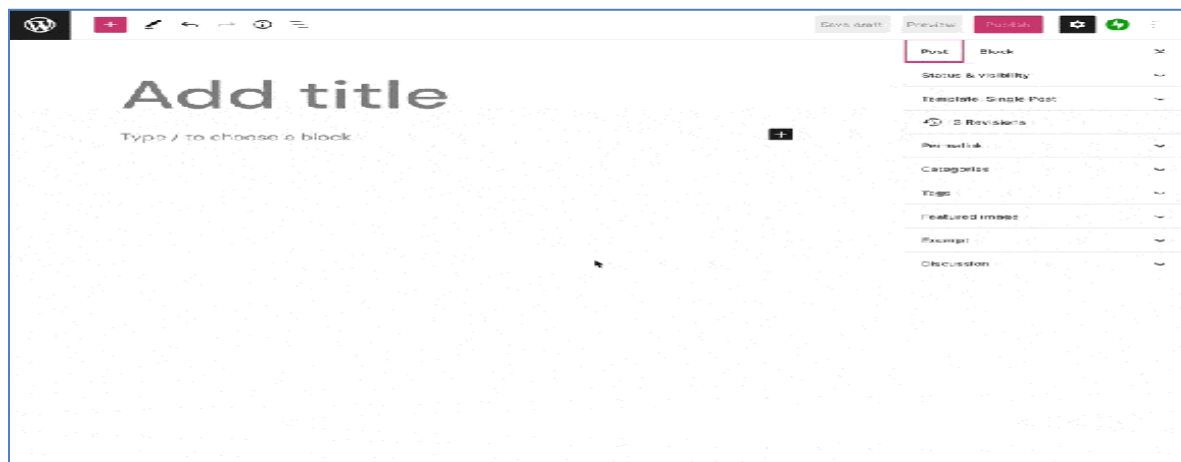 Save draft Preview Publish
Post Block
Add title
Type / to choose a block
Status & visibility
Template: Single Post
3 Revisions
Permalink
Categories
Tags
Featured image
Excerpt
Discussion